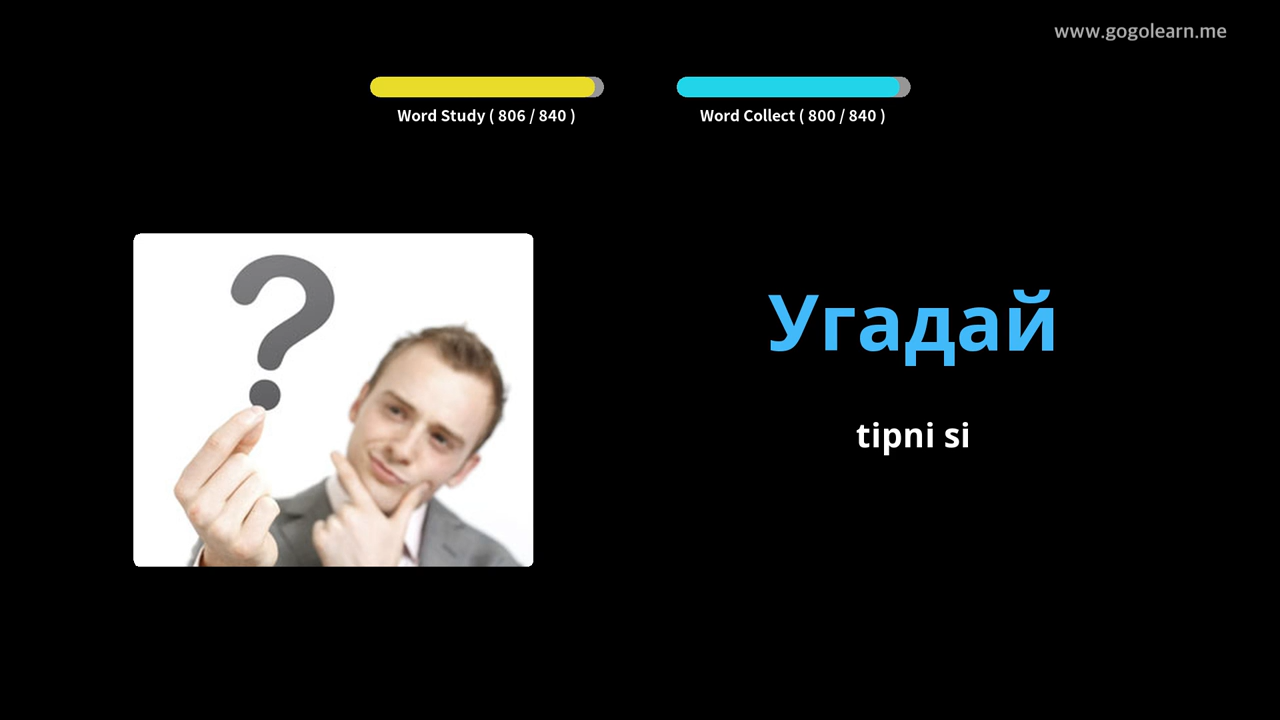 www.gogolearn.me
Word Study ( 806 / 840 )
Word Collect ( 800 / 840 )
?
Угадай
tipni si